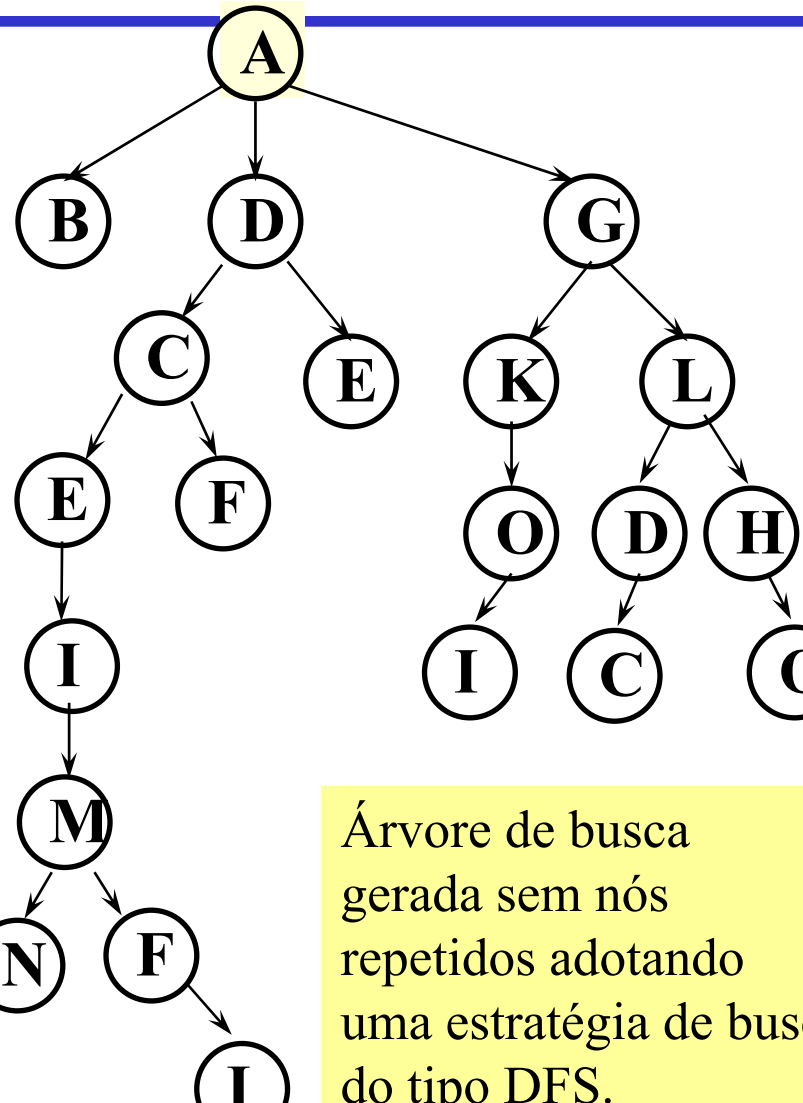 A
B D G
C E K L
E F O D H
I I C
M
N F
Árvore de busca
gerada sem nós
repetidos adotando
uma estratégia de
do tipo DFS.